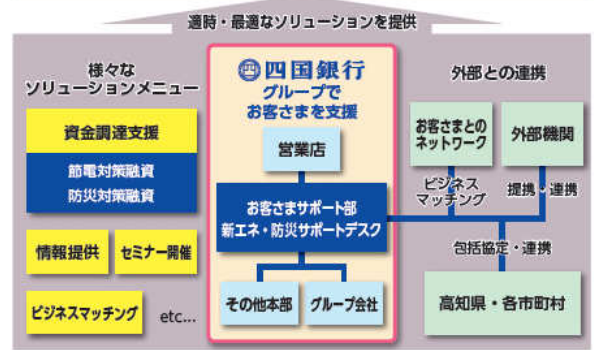 適時・最適なソリューションを提供
様々な
ソリューションメニュー
資金調達支援
節電対策融資
防災対策融資
情報提供
セミナー開催
ビジネスマッチング
etc...
四国銀行
グループで
お客さまを支援
営業店
お客さまサポート部
新エネ・防災サポートデスク
その他本部
グループ会社
外部との連携
お客さまとの
ネットワーク
外部機関
ビジネス
マッチング
提携・連携
包括協定・連携
高知県・各市町村